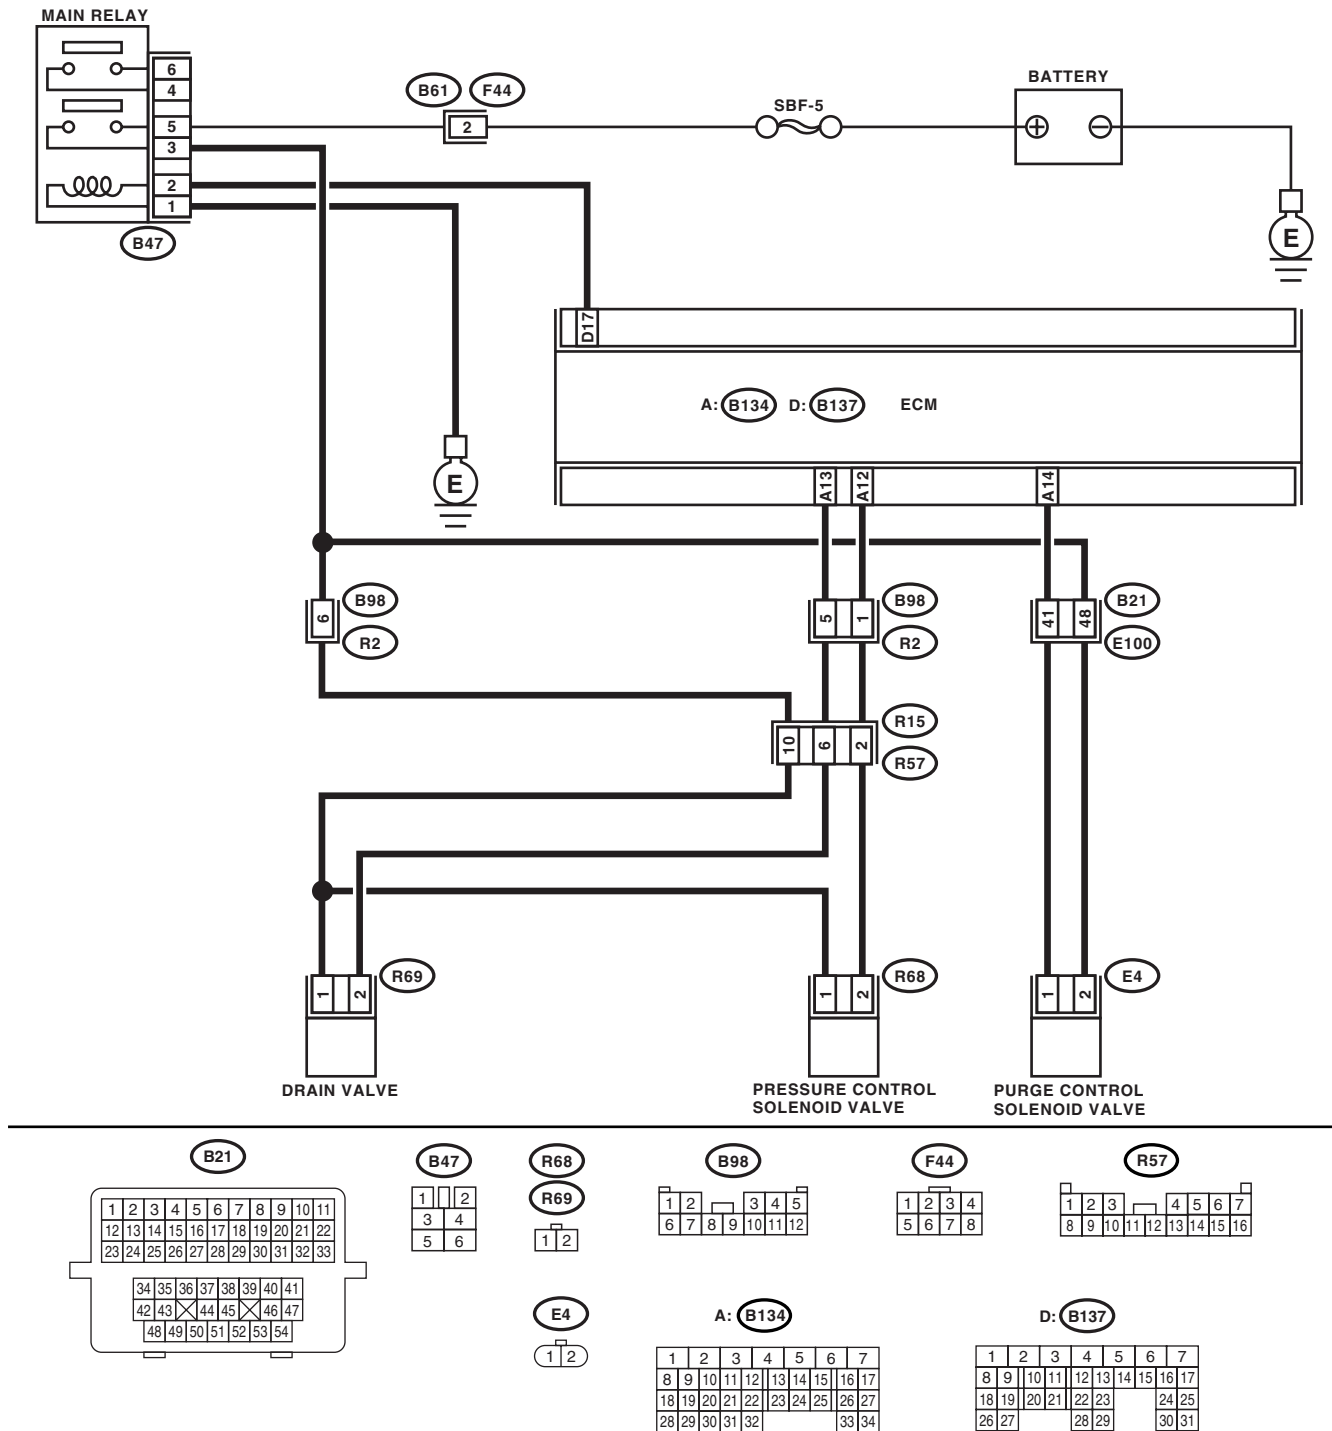 MAIN RELAY
6
4
5
3
2
1
B47
B61 F44
2
SBF-5
BATTERY
E
D17
A: B134 D: B137 ECM
A13 A12 A14
E
6
B98
R2
5 1
B98
R2
41 48
B21
E100
10 6 2
R15
R57
1 2
R69
1 2
R68
1 2
E4
DRAIN VALVE
PRESSURE CONTROL
SOLENOID VALVE
PURGE CONTROL
SOLENOID VALVE
B21
1 2 3 4 5 6 7 8 9 10 11
12 13 14 15 16 17 18 19 20 21 22
23 24 25 26 27 28 29 30 31 32 33
34 35 36 37 38 39 40 41
42 43 44 45 46 47
48 49 50 51 52 53 54
B47
1 2
3 4
5 6
R68
R69
1 2
B98
1 2 3 4 5
6 7 8 9 10 11 12
F44
1 2 3 4
5 6 7 8
R57
1 2 3 4 5 6 7
8 9 10 11 12 13 14 15 16
E4
1 2
A: B134
1 2 3 4 5 6 7
8 9 10 11 12 13 14 15 16 17
18 19 20 21 22 23 24 25 26 27
28 29 30 31 32 33 34
D: B137
1 2 3 4 5 6 7
8 9 10 11 12 13 14 15 16 17
18 19 20 21 22 23 24 25
26 27 28 29 30 31